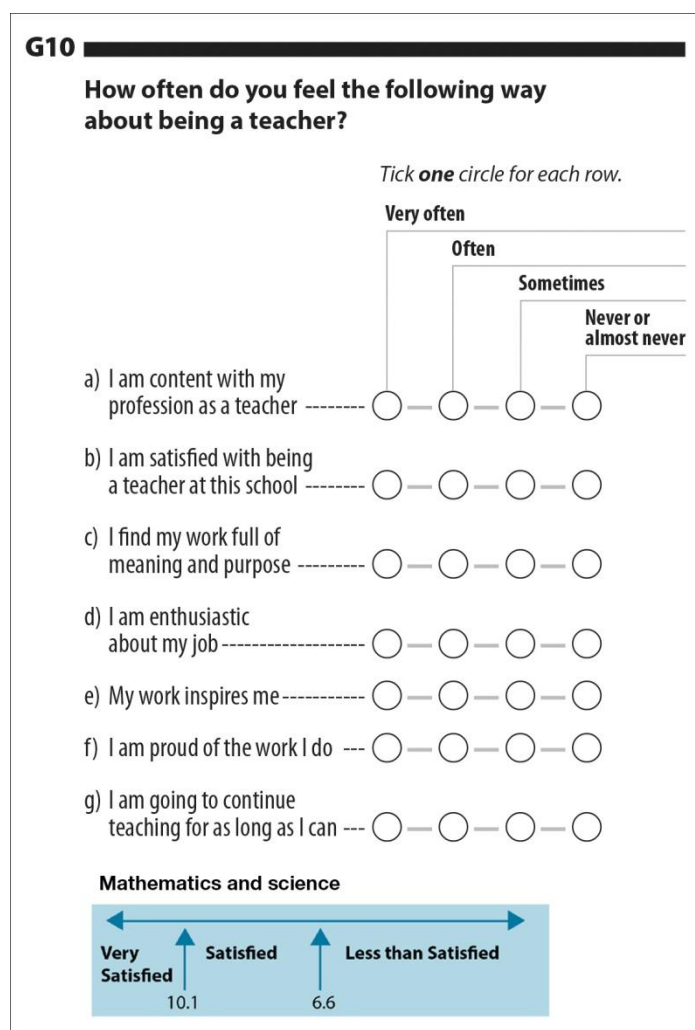 G10
How often do you feel the following way
about being a teacher?
Tick one circle for each row.
Very often
Often
Sometimes
Never or
almost never
a) I am content with my
profession as a teacher --------
b) I am satisfied with being
a teacher at this school --------
c) I find my work full of
meaning and purpose ---------
d) I am enthusiastic
about my job -------------------
e) My work inspires me -----------
f) I am proud of the work I do ---
g) I am going to continue
teaching for as long as I can ---
Mathematics and science
Very
Satisfied
Satisfied
Less than Satisfied
10.1
6.6